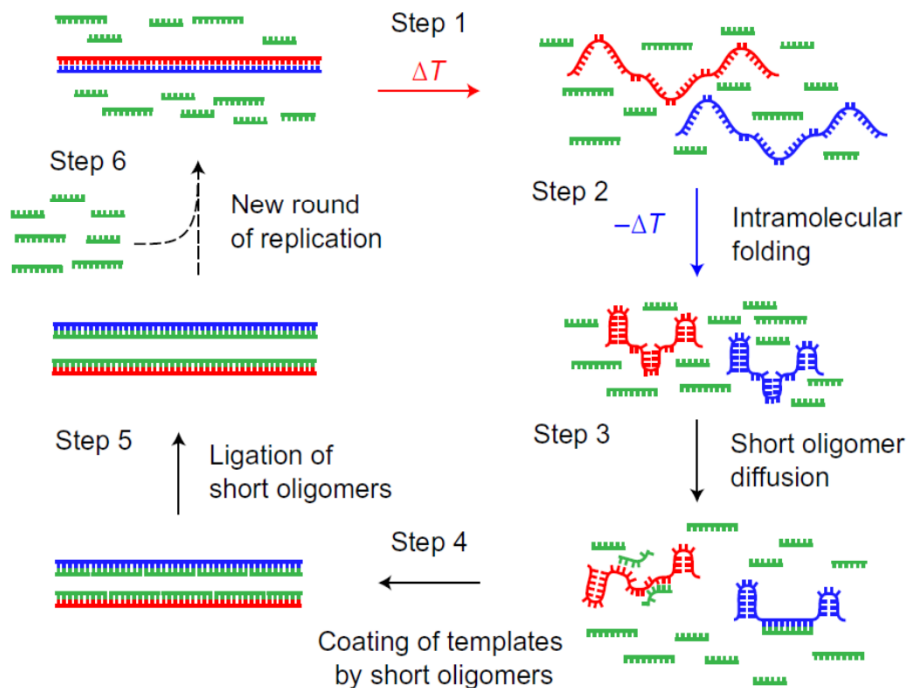 Step 1
ΔT
Step 2
−ΔT
Intramolecular
folding
Step 3
Short oligomer
diffusion
Step 4
Coating of templates
by short oligomers
Step 5
Ligation of
short oligomers
Step 6
New round
of replication